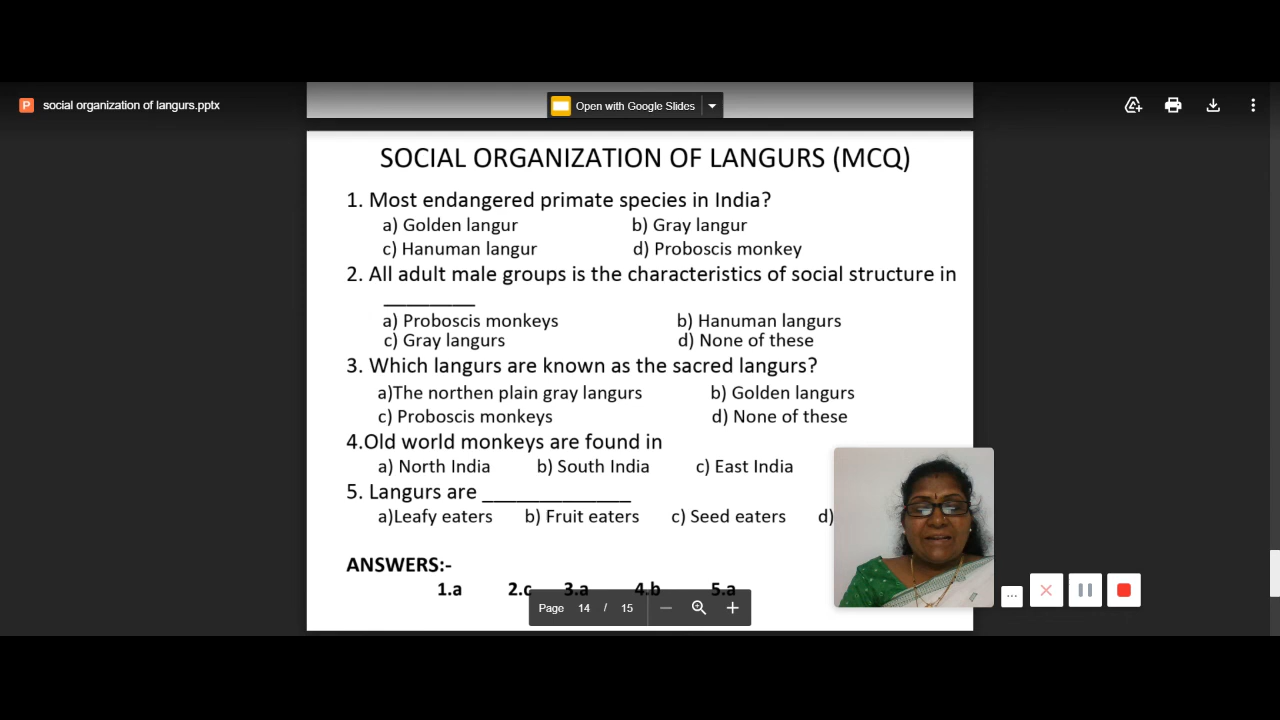 social organization of langurs.pptx
Open with Google Slides
SOCIAL ORGANIZATION OF LANGURS (MCQ)
1. Most endangered primate species in India?
a) Golden langur b) Gray langur
c) Hanuman langur d) Proboscis monkey
2. All adult male groups is the characteristics of social structure in
_________
a) Proboscis monkeys b) Hanuman langurs
c) Gray langurs d) None of these
3. Which langurs are known as the sacred langurs?
a)The northen plain gray langurs b) Golden langurs
c) Proboscis monkeys d) None of these
4.Old world monkeys are found in
a) North India b) South India c) East India
5. Langurs are ______________
a)Leafy eaters b) Fruit eaters c) Seed eaters d)
ANSWERS:-
1.a 2.c 3.a 4.b 5.a
Page 14 / 15